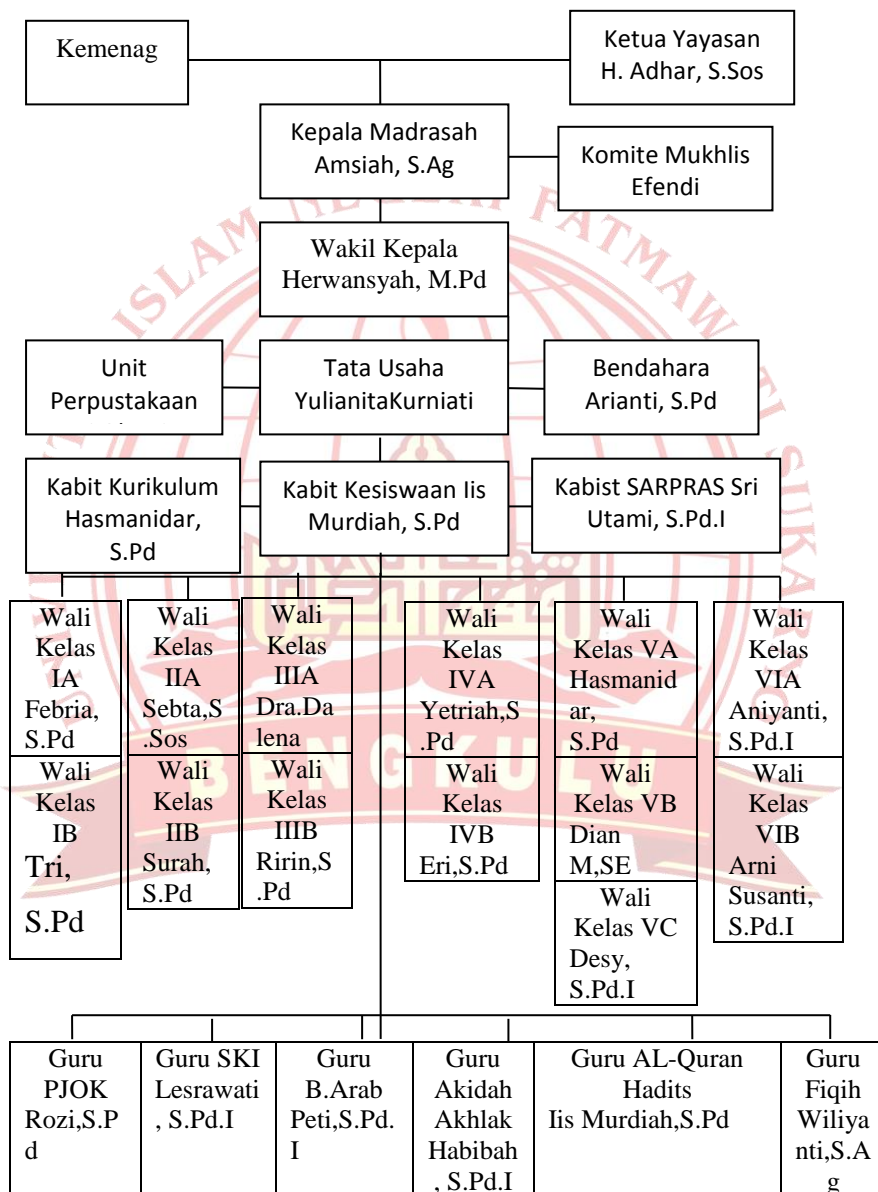 Kemenag
Ketua Yayasan
H. Adhar, S.Sos
Kepala Madrasah
Amsiah, S.Ag
Komite Mukhlis
Efendi
Wakil Kepala
Herwansyah, M.Pd
Unit
Perpustakaan
Tata Usaha
YulianitaKurniati
Bendahara
Arianti, S.Pd
Kabit Kurikulum
Hasmanidar,
S.Pd
Kabit Kesiswaan Iis
Murdiah, S.Pd
Kabist SARPRAS Sri
Utami, S.Pd.I
Wali
Kelas
IA
Febria,
S.Pd
Wali
Kelas
IB
Tri,
S.Pd
Wali
Kelas
IIA
Sebta,S
.Sos
Wali
Kelas
IIB
Surah,
S.Pd
Wali
Kelas
IIIA
Dra.Da
lena
Wali
Kelas
IIIB
Ririn,S
.Pd
Wali
Kelas
IVA
Yetriah,S
.Pd
Wali
Kelas
IVB
Eri,S.Pd
Wali
Kelas VA
Hasmanid
ar,
S.Pd
Wali
Kelas VB
Dian
M,SE
Wali
Kelas VC
Desy,
S.Pd.I
Wali
Kelas
VIA
Aniyanti,
S.Pd.I
Wali
Kelas
VIB
Arni
Susanti,
S.Pd.I
Guru
PJOK
Rozi,S.P
d
Guru SKI
Lesrawati
, S.Pd.I
Guru
B.Arab
Peti,S.Pd.
I
Guru
Akidah
Akhlak
Habibah
, S.Pd.I
Guru AL-Quran
Hadits
Iis Murdiah,S.Pd
Guru
Fiqih
Wiliya
nti,S.A
g
ISLAM
FATMAWATI SUKARNO
BENGKULU